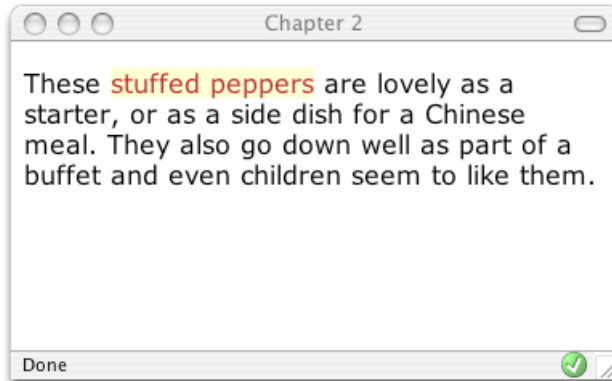 Chapter 2
These stuffed peppers are lovely as a
starter, or as a side dish for a Chinese
meal. They also go down well as part of a
buffet and even children seem to like them.
Done